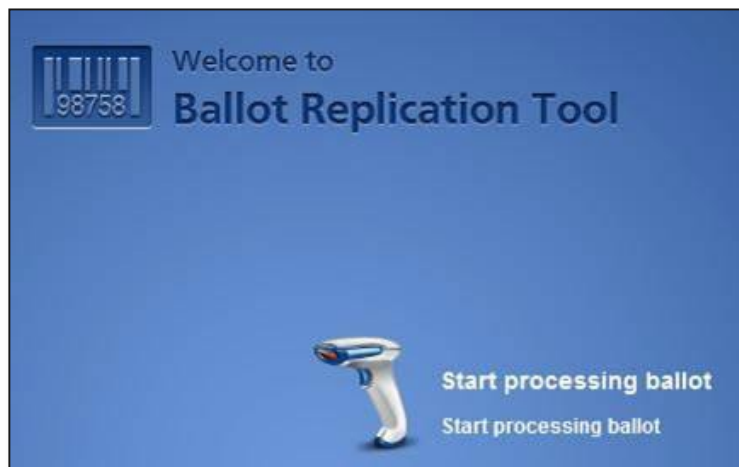 98758
Welcome to
Ballot Replication Tool
Start processing ballot
Start processing ballot